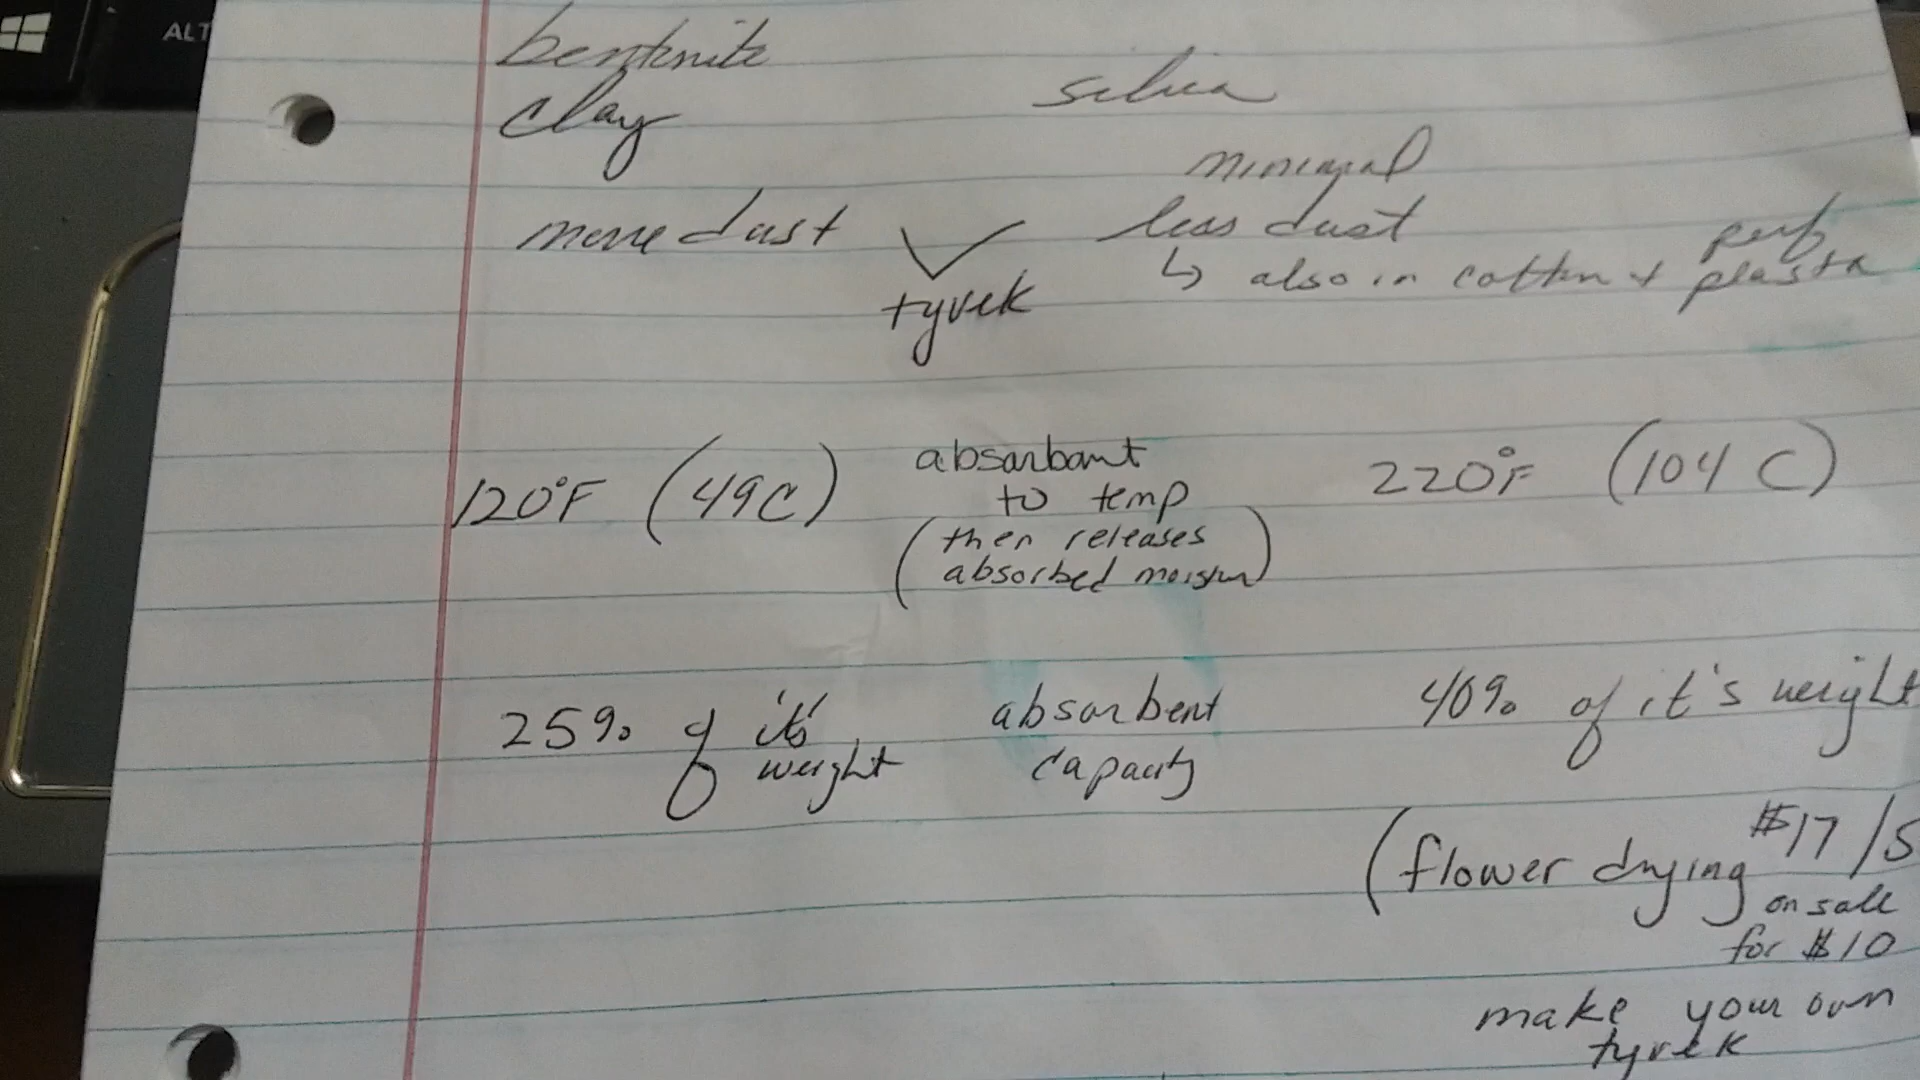 ALT
bentonite
clay
silica
minimal
more dust
less dust
↳ also in cotton + perf
plastic
tyvek
120°F (49C)
absorbant
to temp
(then releases
absorbed moisture)
220°F (104 C)
25% of it's
weight
absorbent
capacity
40% of it's weight
(flower drying $17/5
on sale
for $10
make your own
tyvek